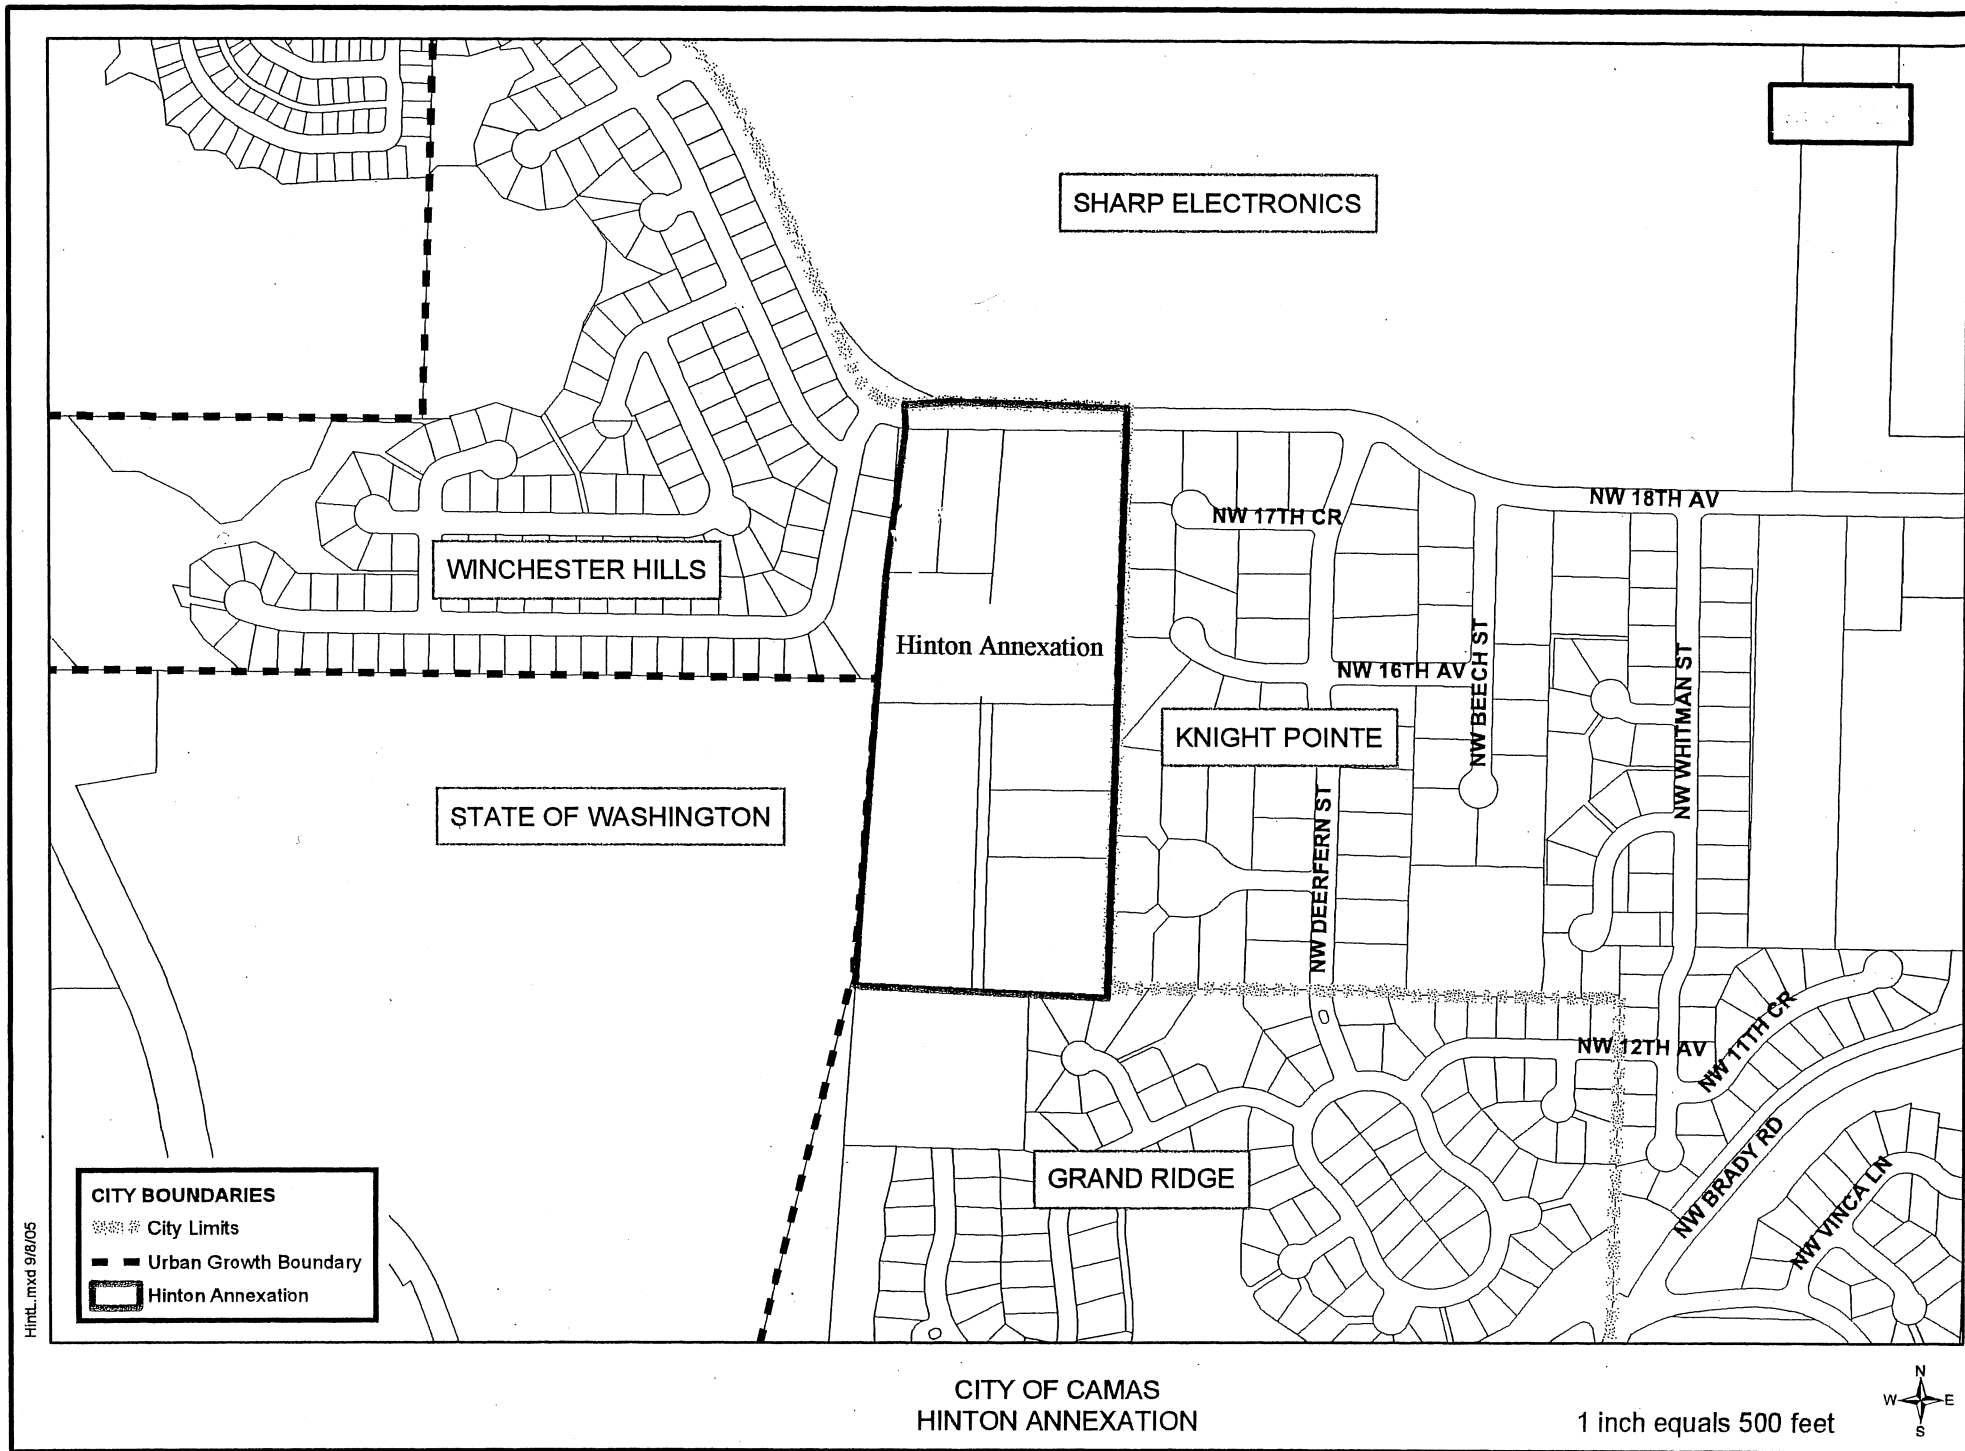 SHARP ELECTRONICS
NW 18TH AV
NW 17TH CR
WINCHESTER HILLS
Hinton Annexation
NW 16TH AV
NW BEECH ST
NW WHITMAN ST
KNIGHT POINTE
STATE OF WASHINGTON
NW DEERFERN ST
NW 12TH AV
NW 11TH CR
NW BRADY RD
NW VINCA LN
GRAND RIDGE
CITY BOUNDARIES
City Limits
Urban Growth Boundary
Hinton Annexation
HintL.mxd 9/8/05
CITY OF CAMAS
HINTON ANNEXATION
1 inch equals 500 feet
N
W E
S